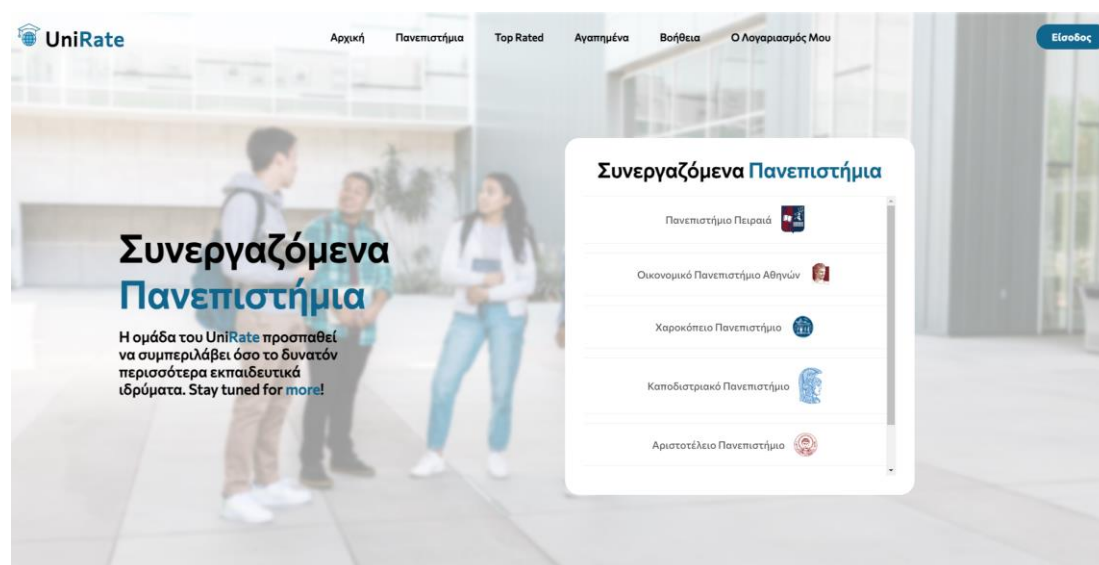 UniRate
Αρχική Πανεπιστήμια Top Rated Αγαπημένα Βοήθεια Ο Λογαριασμός Μου
Είσοδος
Συνεργαζόμενα
Πανεπιστήμια
Η ομάδα του UniRate προσπαθεί
να συμπεριλάβει όσο το δυνατόν
περισσότερα εκπαιδευτικά
ιδρύματα. Stay tuned for more!
Συνεργαζόμενα Πανεπιστήμια
Πανεπιστήμιο Πειραιά
Οικονομικό Πανεπιστήμιο Αθηνών
Χαροκόπειο Πανεπιστήμιο
Καποδιστριακό Πανεπιστήμιο
Αριστοτέλειο Πανεπιστήμιο